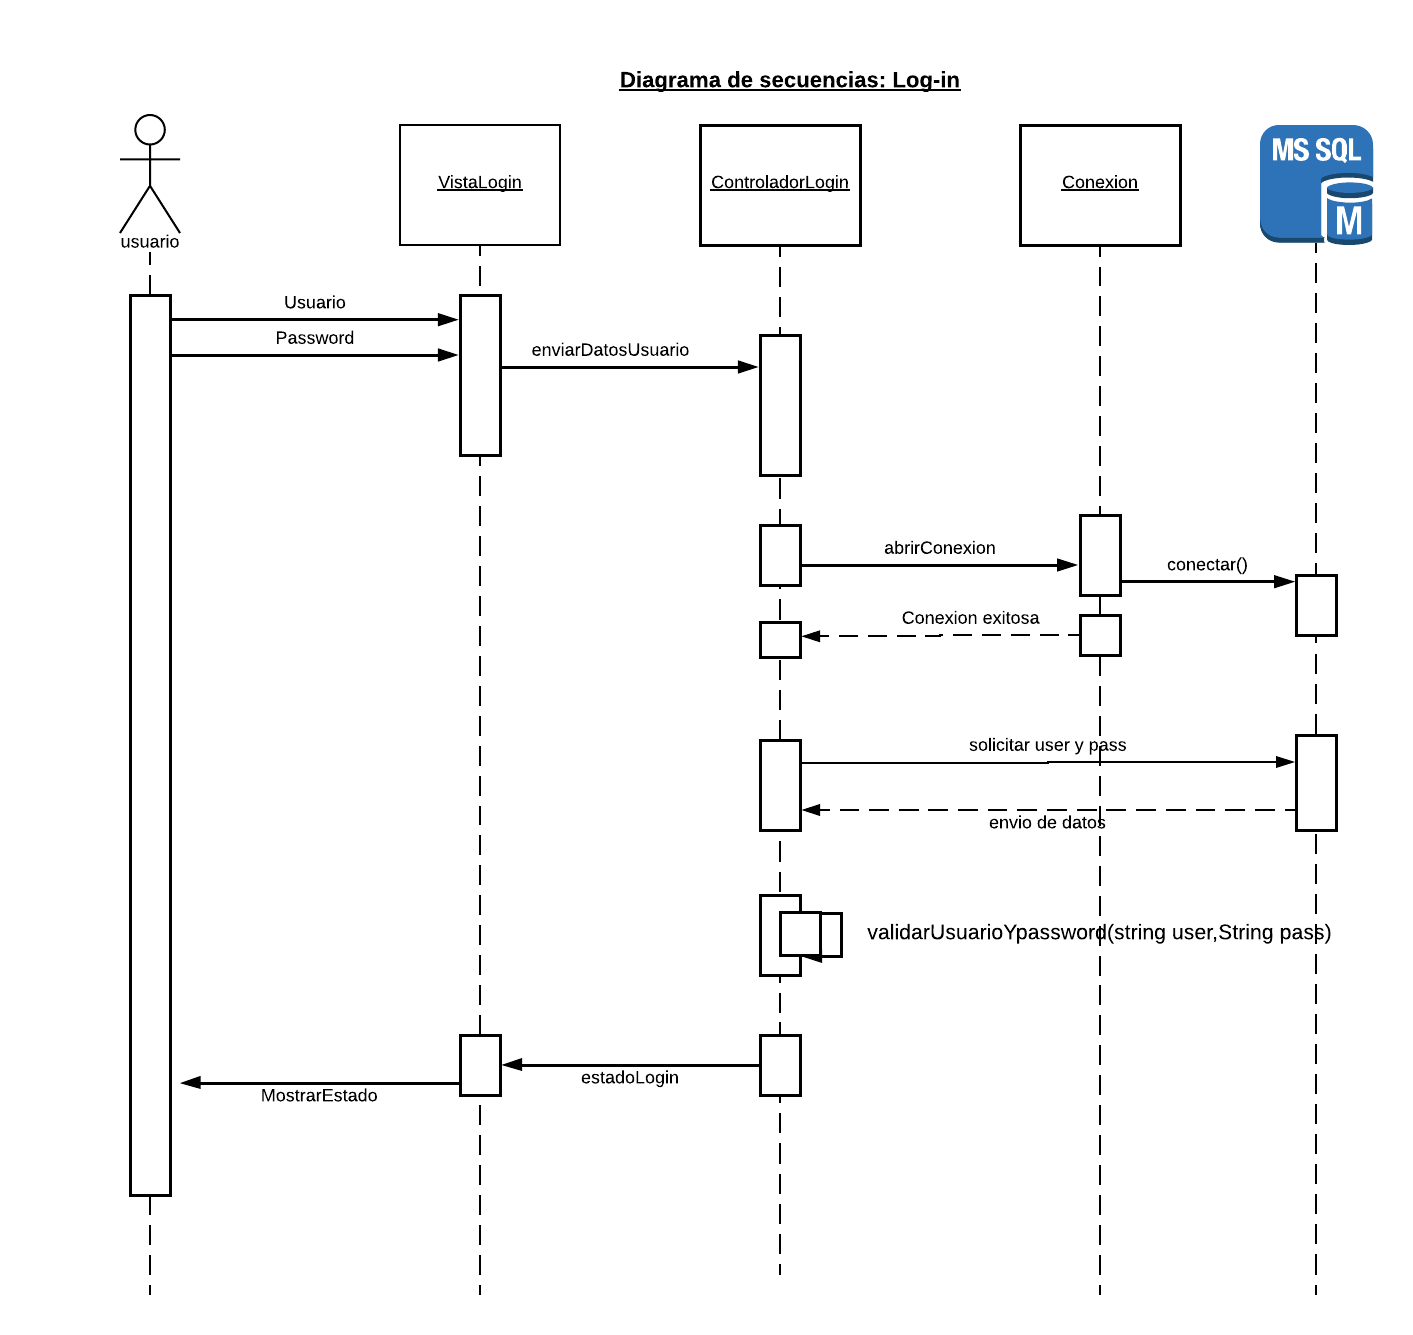 Diagrama de secuencias: Log-in
MS SQL
M
VistaLogin
ControladorLogin
Conexion
usuario
Usuario
Password
enviarDatosUsuario
abrirConexion
conectar()
Conexion exitosa
solicitar user y pass
envio de datos
validarUsuarioYpassword(string user,String pass)
estadoLogin
MostrarEstado